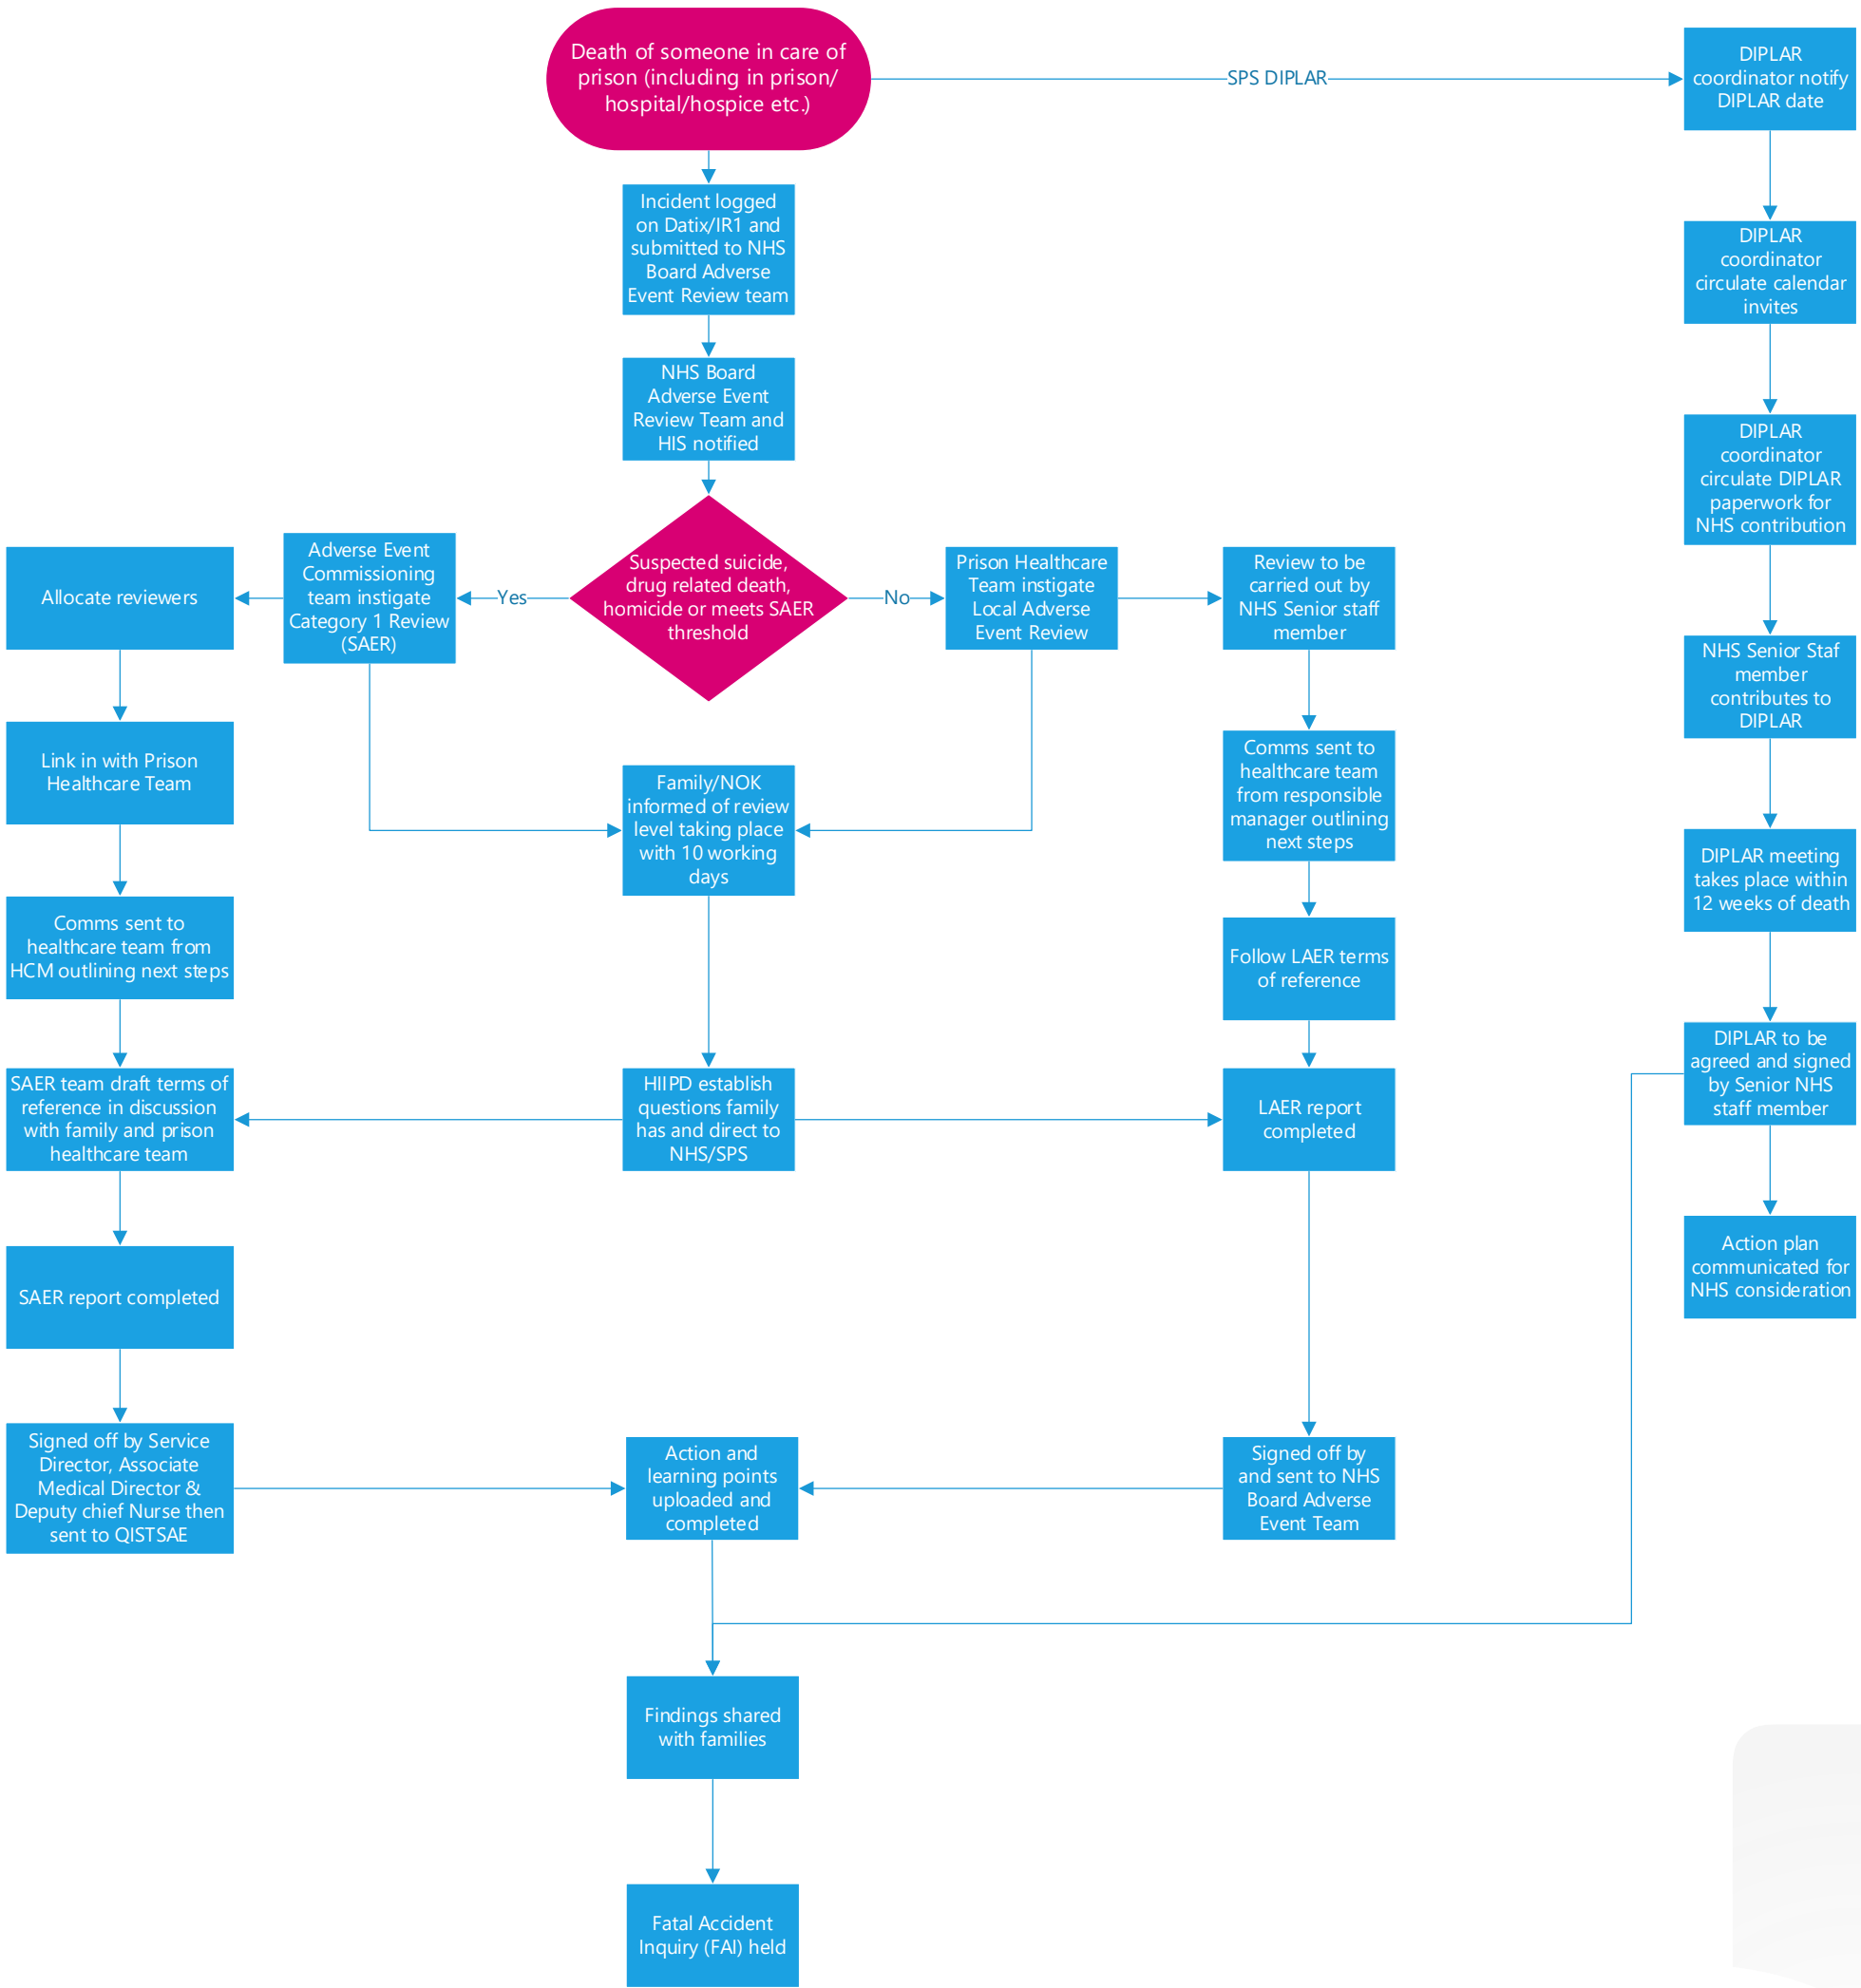 Death of someone in care of
prison (including in prison/
hospital/hospice etc.)
SPS DIPLAR
DIPLAR
coordinator notify
DIPLAR date
Incident logged
on Datix/IR1 and
submitted to NHS
Board Adverse
Event Review team
DIPLAR
coordinator
circulate calendar
invites
NHS Board
Adverse Event
Review Team and
HIS notified
DIPLAR
coordinator
circulate DIPLAR
paperwork for
NHS contribution
Suspected suicide,
drug related death,
homicide or meets SAER
threshold
Yes
No
Adverse Event
Commissioning
team instigate
Category 1 Review
(SAER)
Allocate reviewers
Prison Healthcare
Team instigate
Local Adverse
Event Review
Review to be
carried out by
NHS Senior staff
member
NHS Senior Staf
member
contributes to
DIPLAR
Link in with Prison
Healthcare Team
Family/NOK
informed of review
level taking place
with 10 working
days
Comms sent to
healthcare team
from responsible
manager outlining
next steps
DIPLAR meeting
takes place within
12 weeks of death
Comms sent to
healthcare team from
HCM outlining next steps
Follow LAER terms
of reference
SAER team draft terms of
reference in discussion
with family and prison
healthcare team
HIIPD establish
questions family
has and direct to
NHS/SPS
LAER report
completed
DIPLAR to be
agreed and signed
by Senior NHS
staff member
SAER report completed
Action plan
communicated for
NHS consideration
Signed off by Service
Director, Associate
Medical Director &
Deputy chief Nurse then
sent to QISTSAE
Action and
learning points
uploaded and
completed
Signed off by
and sent to NHS
Board Adverse
Event Team
Findings shared
with families
Fatal Accident
Inquiry (FAI) held